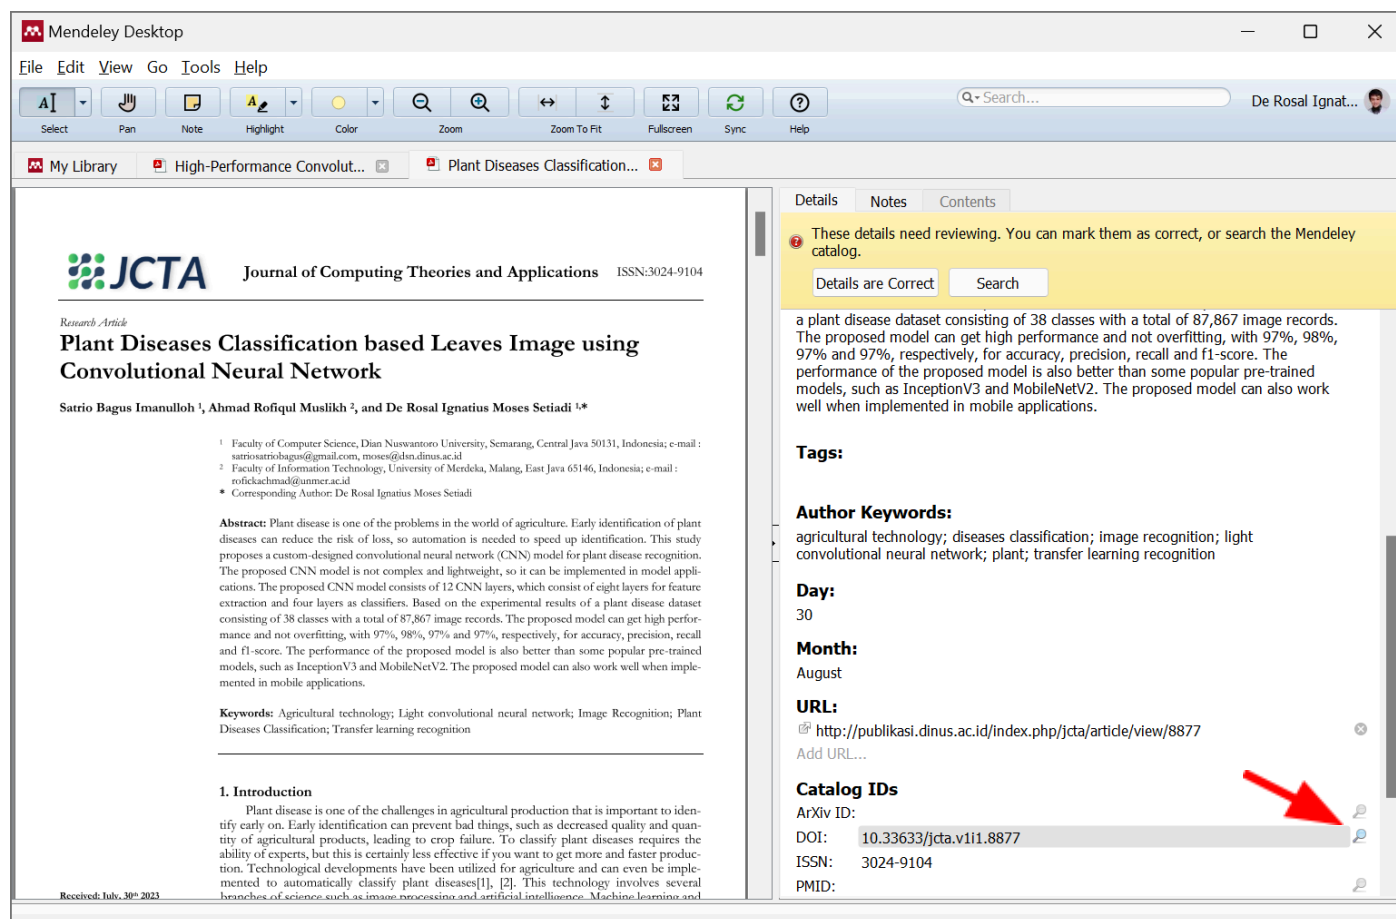 Mendeley Desktop
File Edit View Go Tools Help
Search...
De Rosal Ignat...
Select Pan Note Highlight Color Zoom Zoom To Fit Fullscreen Sync Help
My Library
High-Performance Convolut...
Plant Diseases Classification...
JCTA
Journal of Computing Theories and Applications ISSN:3024-9104
Research Article
Plant Diseases Classification based Leaves Image using
Convolutional Neural Network
Satrio Bagus Imanulloh 1, Ahmad Rofiqul Muslikh 2, and De Rosal Ignatius Moses Setiadi 1,*
1 Faculty of Computer Science, Dian Nuswantoro University, Semarang, Central Java 50131, Indonesia; e-mail :
satriosatriobagus@gmail.com, moses@dsn.dinus.ac.id
2 Faculty of Information Technology, University of Merdeka, Malang, East Java 65146, Indonesia; e-mail :
rofickachmad@unmer.ac.id
* Corresponding Author: De Rosal Ignatius Moses Setiadi
Abstract: Plant disease is one of the problems in the world of agriculture. Early identification of plant
diseases can reduce the risk of loss, so automation is needed to speed up identification. This study
proposes a custom-designed convolutional neural network (CNN) model for plant disease recognition.
The proposed CNN model is not complex and lightweight, so it can be implemented in model appli-
cations. The proposed CNN model consists of 12 CNN layers, which consist of eight layers for feature
extraction and four layers as classifiers. Based on the experimental results of a plant disease dataset
consisting of 38 classes with a total of 87,867 image records. The proposed model can get high perfor-
mance and not overfitting, with 97%, 98%, 97% and 97%, respectively, for accuracy, precision, recall
and f1-score. The performance of the proposed model is also better than some popular pre-trained
models, such as InceptionV3 and MobileNetV2. The proposed model can also work well when imple-
mented in mobile applications.
Keywords: Agricultural technology; Light convolutional neural network; Image Recognition; Plant
Diseases Classification; Transfer learning recognition
1. Introduction
Plant disease is one of the challenges in agricultural production that is important to iden-
tify early on. Early identification can prevent bad things, such as decreased quality and quan-
tity of agricultural products, leading to crop failure. To classify plant diseases requires the
ability of experts, but this is certainly less effective if you want to get more and faster produc-
tion. Technological developments have been utilized for agriculture and can even be imple-
mented to automatically classify plant diseases[1], [2]. This technology involves several
Received: July, 30th 2023
branches of science such as image processing and artificial intelligence. Machine learning and
Details Notes Contents
These details need reviewing. You can mark them as correct, or search the Mendeley
catalog.
Details are Correct Search
a plant disease dataset consisting of 38 classes with a total of 87,867 image records.
The proposed model can get high performance and not overfitting, with 97%, 98%,
97% and 97%, respectively, for accuracy, precision, recall and f1-score. The
performance of the proposed model is also better than some popular pre-trained
models, such as InceptionV3 and MobileNetV2. The proposed model can also work
well when implemented in mobile applications.
Tags:
Author Keywords:
agricultural technology; diseases classification; image recognition; light
convolutional neural network; plant; transfer learning recognition
Day:
30
Month:
August
URL:
http://publikasi.dinus.ac.id/index.php/jcta/article/view/8877
Add URL...
Catalog IDs
ArXiv ID:
DOI: 10.33633/jcta.v1i1.8877
ISSN: 3024-9104
PMID: